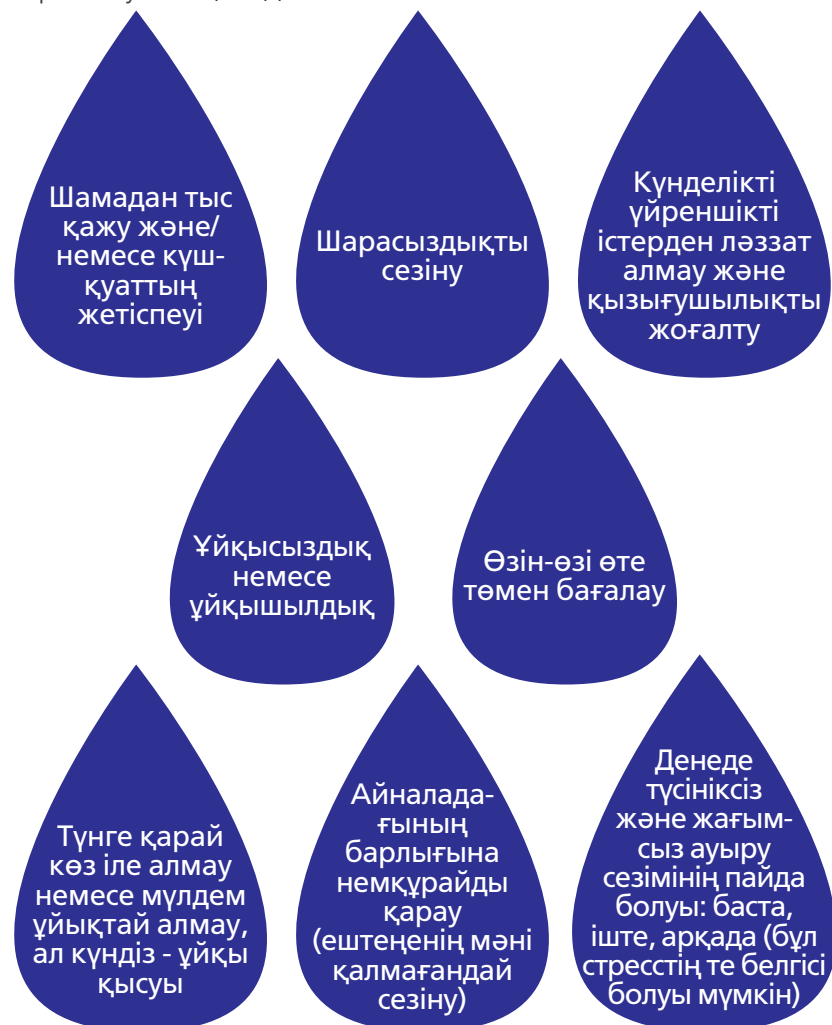 Шамадан тыс
қажу және/
немесе күш-
қуаттың
жетіспеуі
Шарасыздықты
сезіну
Күнделікті
үйреншікті
істерден ләззат
алмау және
қызығушылықты
жоғалту
Ұйқысыздық
немесе
ұйқышылдық
Өзін-өзі өте
төмен бағалау
Түнге қарай
көз іле алмау
немесе мүлдем
ұйықтай алмау,
ал күндіз - ұйқы
қысуы
Айналада-
ғының
барлығына
немқұрайды
қарау
(ештеңенің мәні
қалмағандай
сезіну)
Денеде
түсініксіз
және жағым-
сыз ауыру
сезімінің пайда
болуы: баста,
іште, арқада (бұл
стресстің те белгісі
болуы мүмкін)